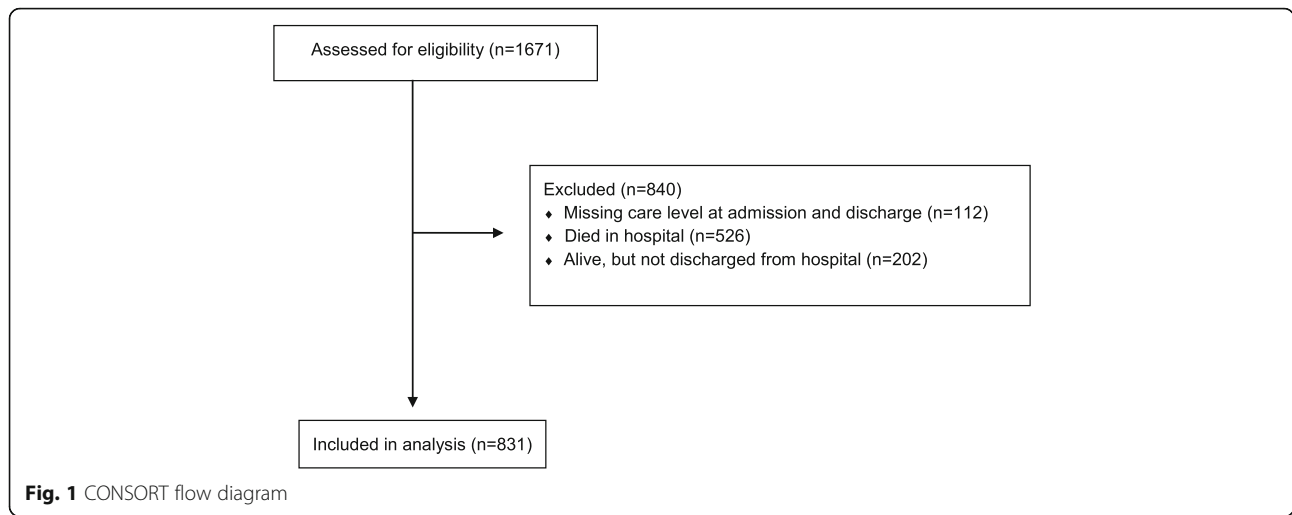 Assessed for eligibility (n=1671)
Excluded (n=840)
♦ Missing care level at admission and discharge (n=112)
♦ Died in hospital (n=526)
♦ Alive, but not discharged from hospital (n=202)
Included in analysis (n=831)
Fig. 1 CONSORT flow diagram